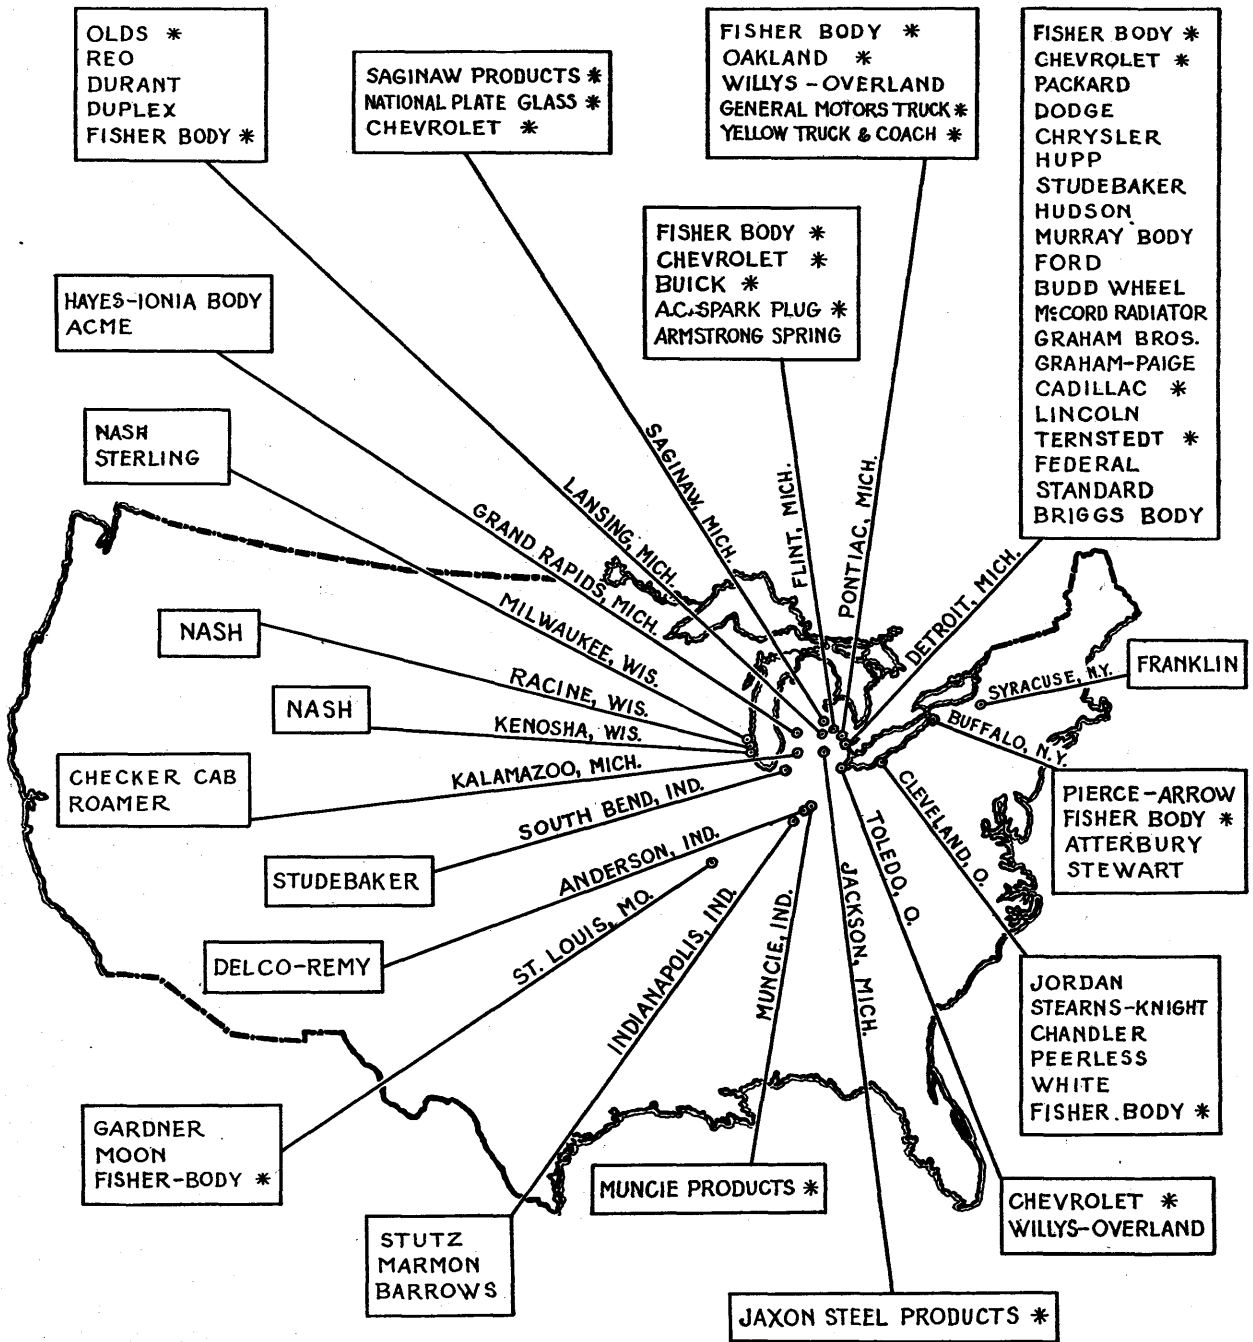 OLDS *
REO
DURANT
DUPLEX
FISHER BODY *
SAGINAW PRODUCTS *
NATIONAL PLATE GLASS *
CHEVROLET *
FISHER BODY *
OAKLAND *
WILLYS-OVERLAND
GENERAL MOTORS TRUCK *
YELLOW TRUCK & COACH *
FISHER BODY *
CHEVROLET *
PACKARD
DODGE
CHRYSLER
HUPP
STUDEBAKER
HUDSON
MURRAY BODY
FORD
BUDD WHEEL
McCORD RADIATOR
GRAHAM BROS.
GRAHAM-PAIGE
CADILLAC *
LINCOLN
TERNSTEDT *
FEDERAL
STANDARD
BRIGGS BODY
FISHER BODY *
CHEVROLET *
BUICK *
A.C. SPARK PLUG *
ARMSTRONG SPRING
HAYES-IONIA BODY
ACME
NASH
STERLING
SAGINAW, MICH.
LANSING, MICH.
GRAND RAPIDS, MICH.
FLINT, MICH.
PONTIAC, MICH.
DETROIT, MICH.
MILWAUKEE, WIS.
NASH
RACINE, WIS.
NASH
KENOSHA, WIS.
SYRACUSE, N.Y.
FRANKLIN
BUFFALO, N.Y.
CHECKER CAB
ROAMER
KALAMAZOO, MICH.
SOUTH BEND, IND.
STUDEBAKER
PIERCE-ARROW
FISHER BODY *
ATTERBURY
STEWART
CLEVELAND, O.
TOLEDO, O.
ANDERSON, IND.
DELCO-REMY
ST. LOUIS, MO.
INDIANAPOLIS, IND.
MUNCIE, IND.
JACKSON, MICH.
JORDAN
STEARNS-KNIGHT
CHANDLER
PEERLESS
WHITE
FISHER.BODY *
GARDNER
MOON
FISHER-BODY *
MUNCIE PRODUCTS *
CHEVROLET *
WILLYS-OVERLAND
STUTZ
MARMON
BARROWS
JAXON STEEL PRODUCTS *